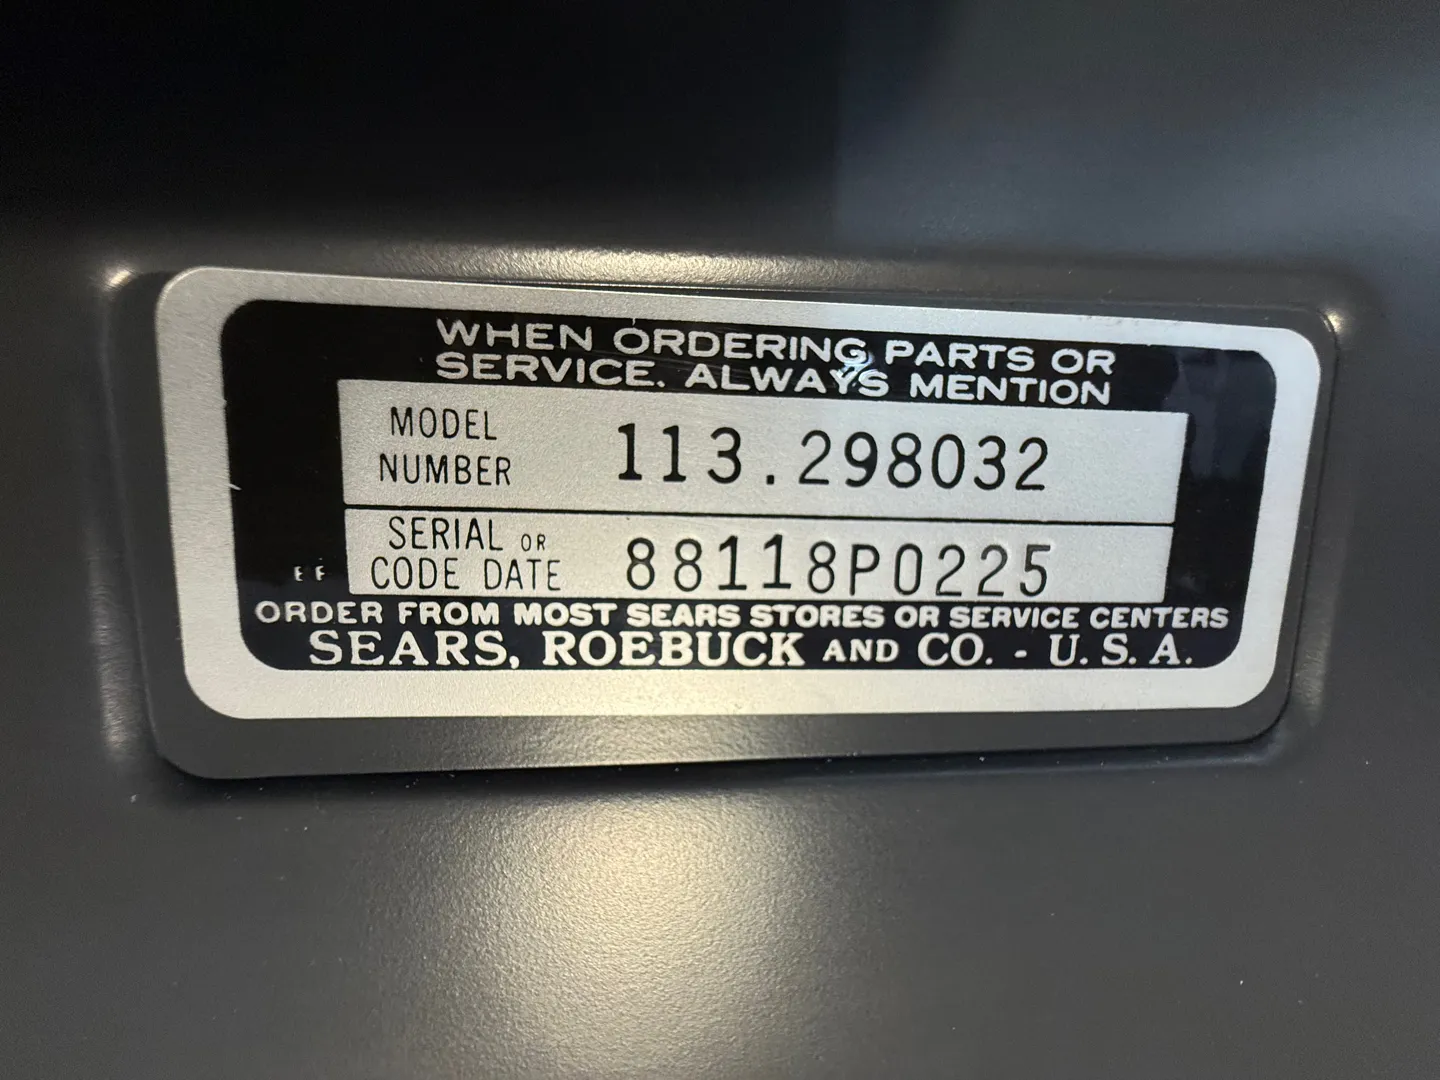 WHEN ORDERING PARTS OR
SERVICE, ALWAYS MENTION
MODEL
NUMBER 113.298032
SERIAL OR
CODE DATE 88118P0225
E F
ORDER FROM MOST SEARS STORES OR SERVICE CENTERS
SEARS, ROEBUCK AND CO. - U.S.A.